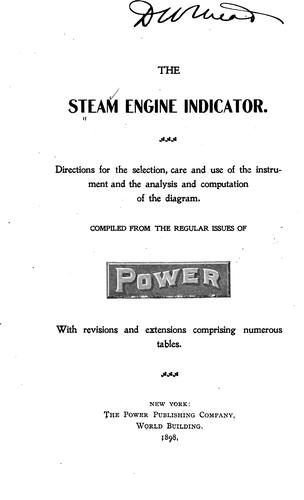 THE
STEAM ENGINE INDICATOR.
Directions for the selection, care and use of the instru-
ment and the analysis and computation
of the diagram.
COMPILED FROM THE REGULAR ISSUES OF
POWER
With revisions and extensions comprising numerous
tables.
NEW YORK:
THE POWER PUBLISHING COMPANY,
WORLD BUILDING.
1898,